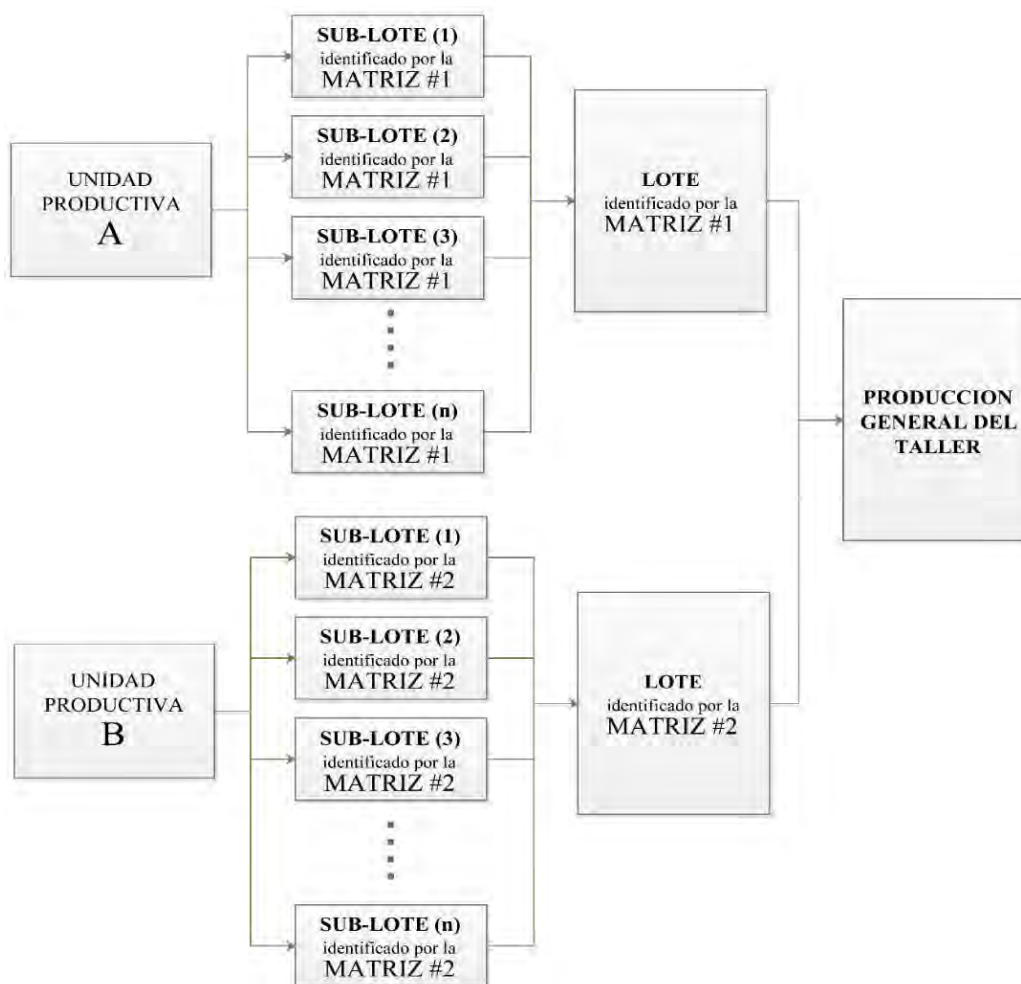 UNIDAD
PRODUCTIVA
A
SUB-LOTE (1)
identificado por la
MATRIZ #1
SUB-LOTE (2)
identificado por la
MATRIZ #1
SUB-LOTE (3)
identificado por la
MATRIZ #1
SUB-LOTE (n)
identificado por la
MATRIZ #1
LOTE
identificado por la
MATRIZ #1
UNIDAD
PRODUCTIVA
B
SUB-LOTE (1)
identificado por la
MATRIZ #2
SUB-LOTE (2)
identificado por la
MATRIZ #2
SUB-LOTE (3)
identificado por la
MATRIZ #2
SUB-LOTE (n)
identificado por la
MATRIZ #2
LOTE
identificado por la
MATRIZ #2
PRODUCCION
GENERAL DEL
TALLER